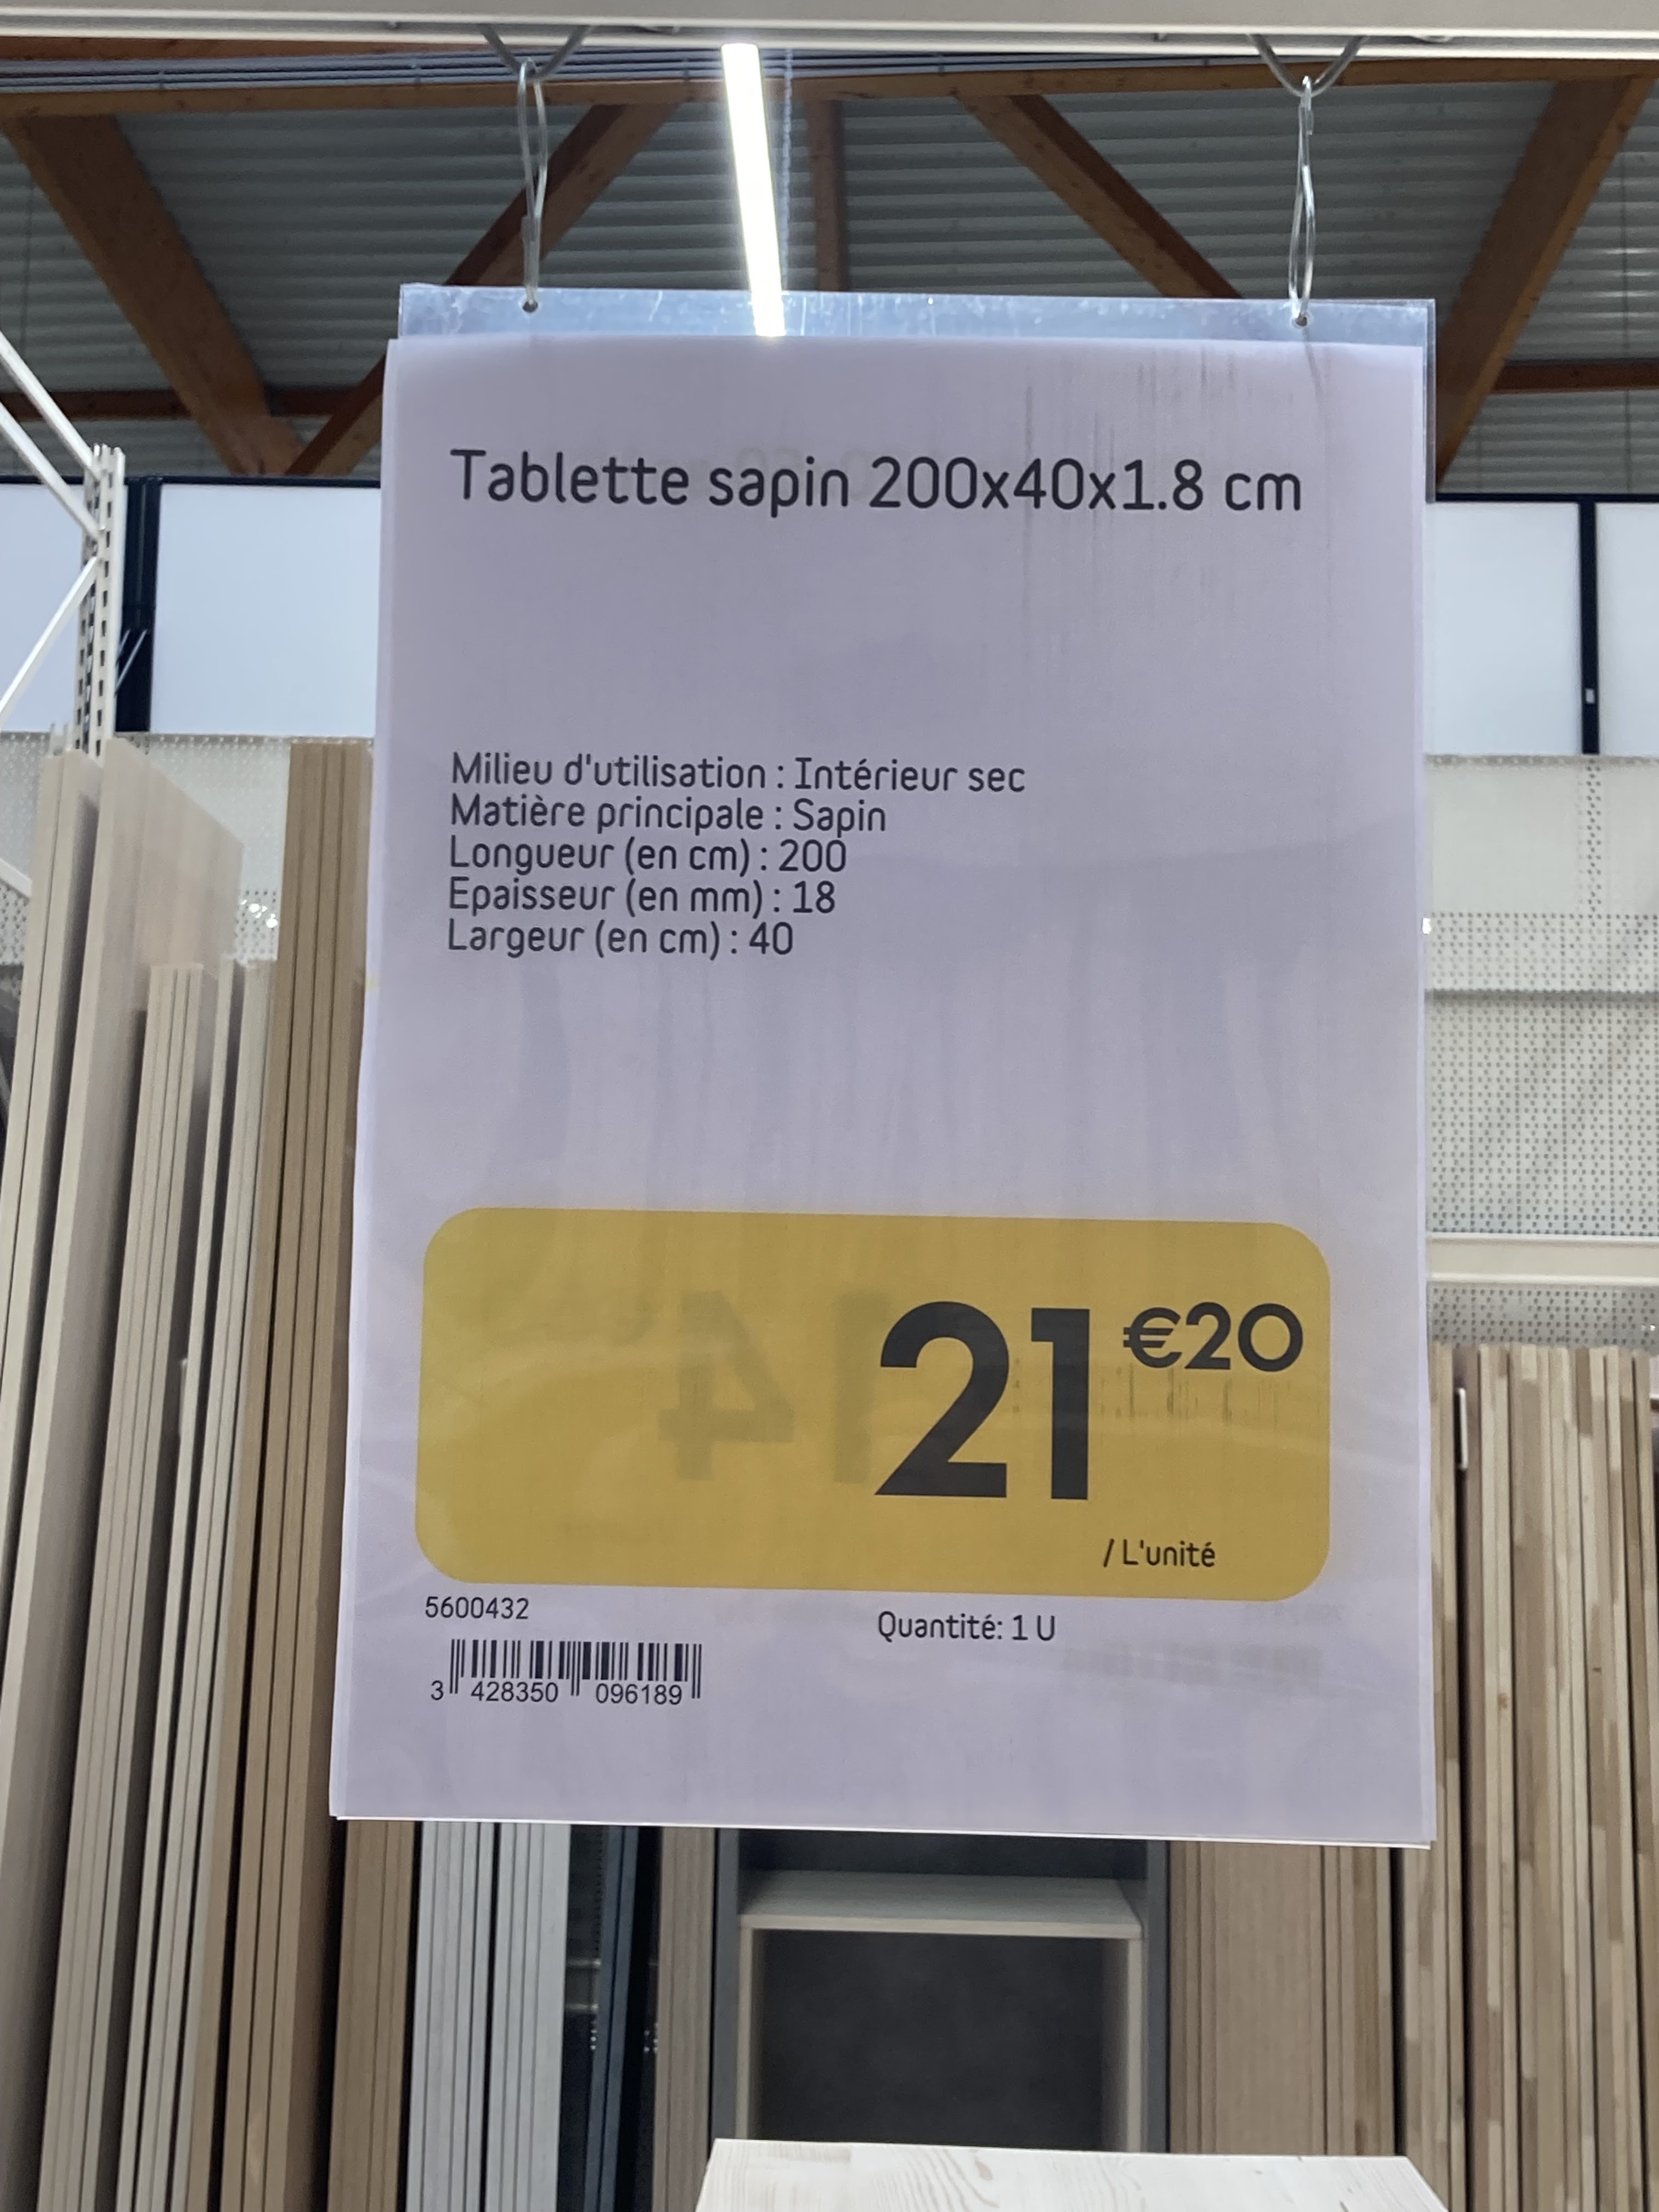 Tablette sapin 200x40x1.8 cm
Milieu d'utilisation : Intérieur sec
Matière principale : Sapin
Longueur (en cm) : 200
Epaisseur (en mm) : 18
Largeur (en cm) : 40
21 €20
/ L'unité
5600432
Quantité: 1 U
3 428350 096189